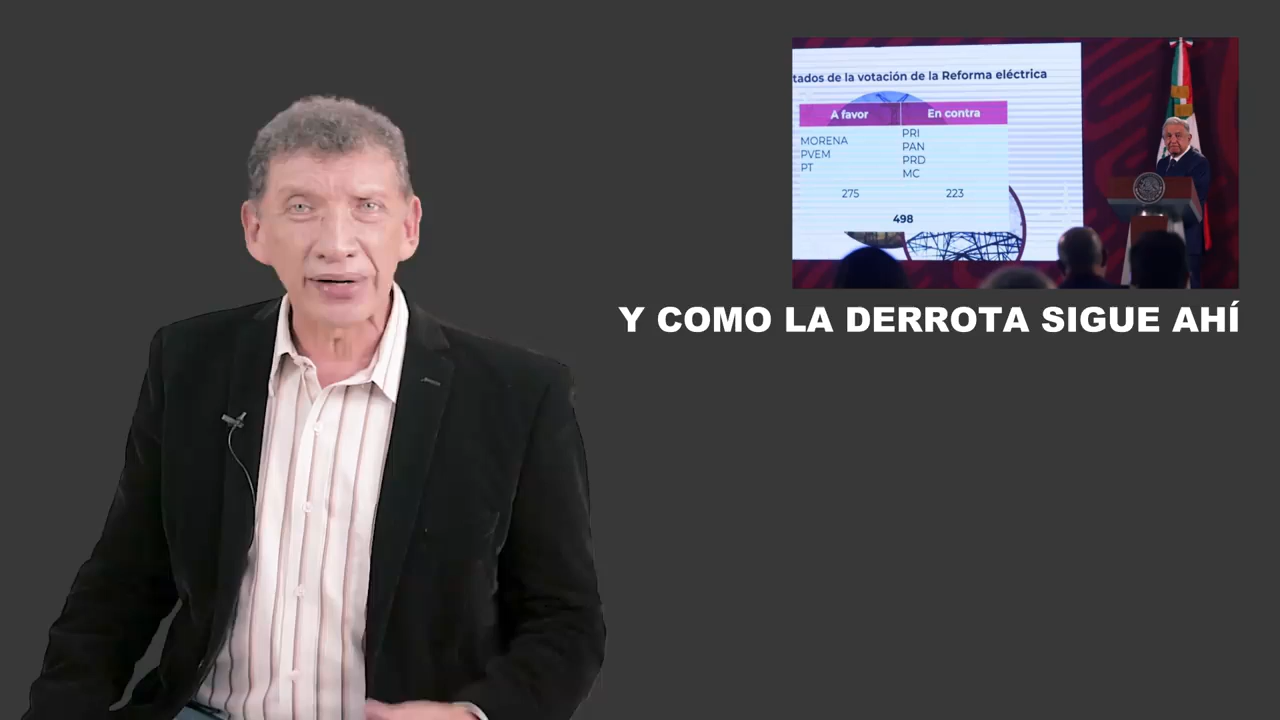 tados de la votación de la Reforma eléctrica
A favor
En contra
MORENA
PVEM
PT
PRI
PAN
PRD
MC
275
223
498
Y COMO LA DERROTA SIGUE AHÍ